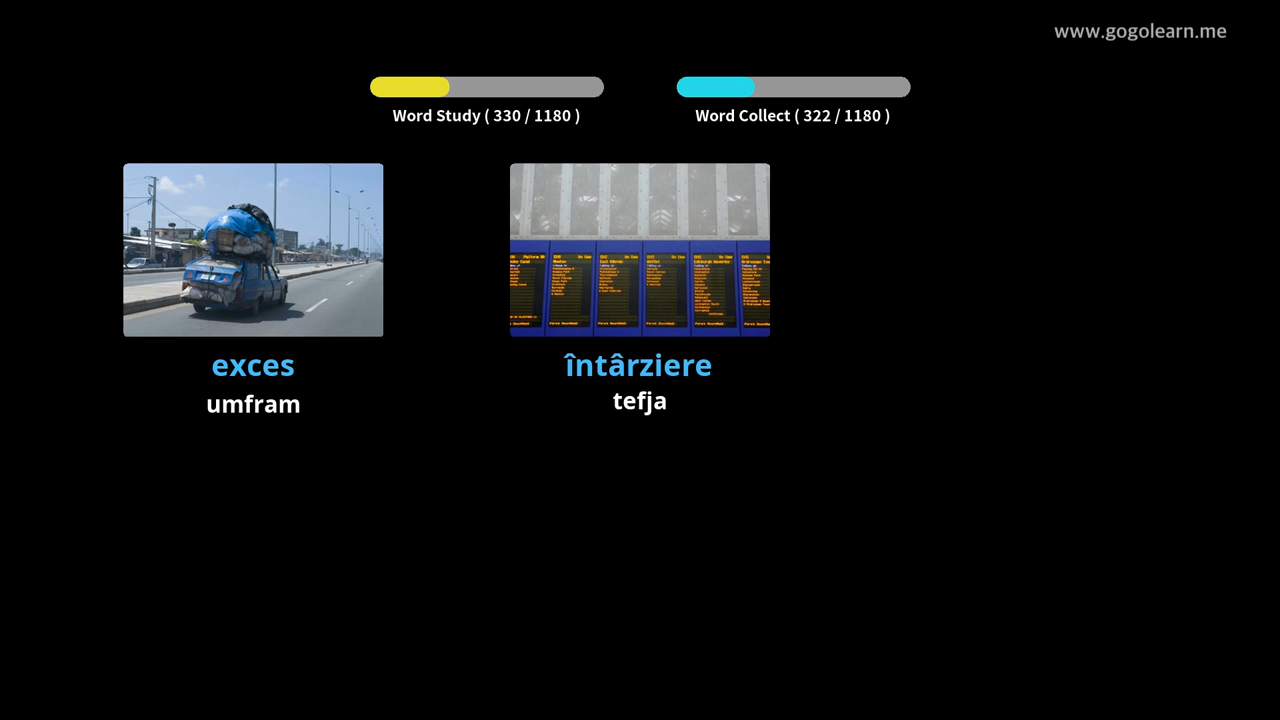 www.gogolearn.me
Word Study ( 330 / 1180 )
Word Collect ( 322 / 1180 )
exces
întârziere
umfram
tefja